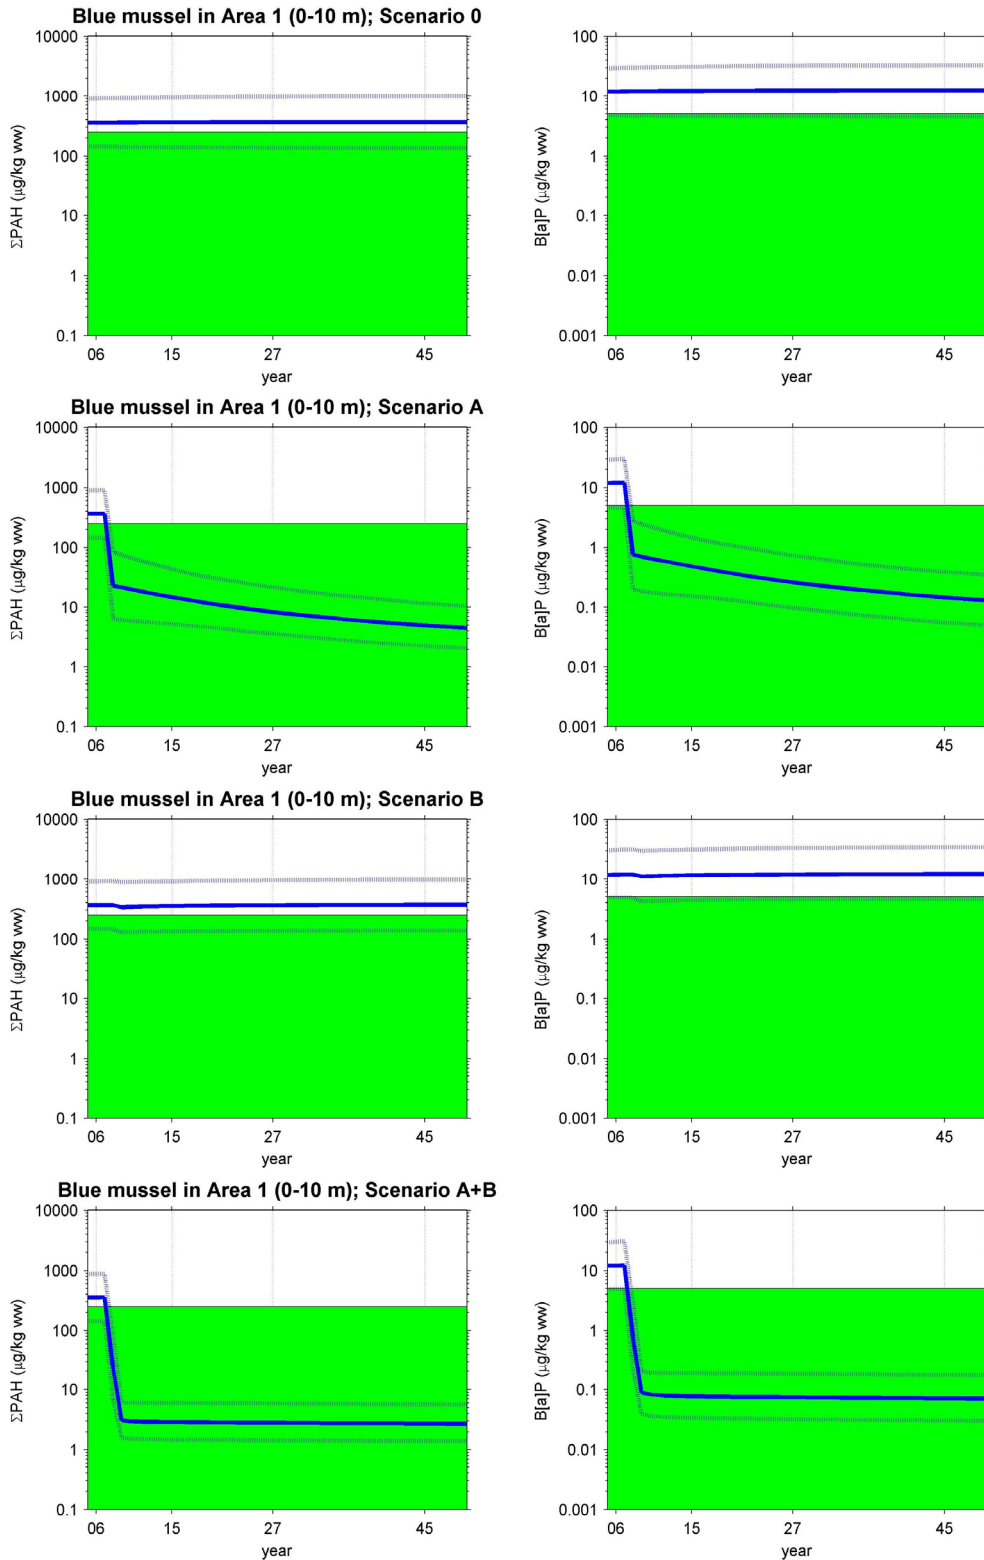 Blue mussel in Area 1 (0-10 m); Scenario 0
10000
1000
100
10
1
0.1
ΣPAH (µg/kg ww)
06 15 27 45
year
100
10
1
0.1
0.01
0.001
B[a]P (µg/kg ww)
06 15 27 45
year
Blue mussel in Area 1 (0-10 m); Scenario A
10000
1000
100
10
1
0.1
ΣPAH (µg/kg ww)
06 15 27 45
year
100
10
1
0.1
0.01
0.001
B[a]P (µg/kg ww)
06 15 27 45
year
Blue mussel in Area 1 (0-10 m); Scenario B
10000
1000
100
10
1
0.1
ΣPAH (µg/kg ww)
06 15 27 45
year
100
10
1
0.1
0.01
0.001
B[a]P (µg/kg ww)
06 15 27 45
year
Blue mussel in Area 1 (0-10 m); Scenario A+B
10000
1000
100
10
1
0.1
ΣPAH (µg/kg ww)
06 15 27 45
year
100
10
1
0.1
0.01
0.001
B[a]P (µg/kg ww)
06 15 27 45
year